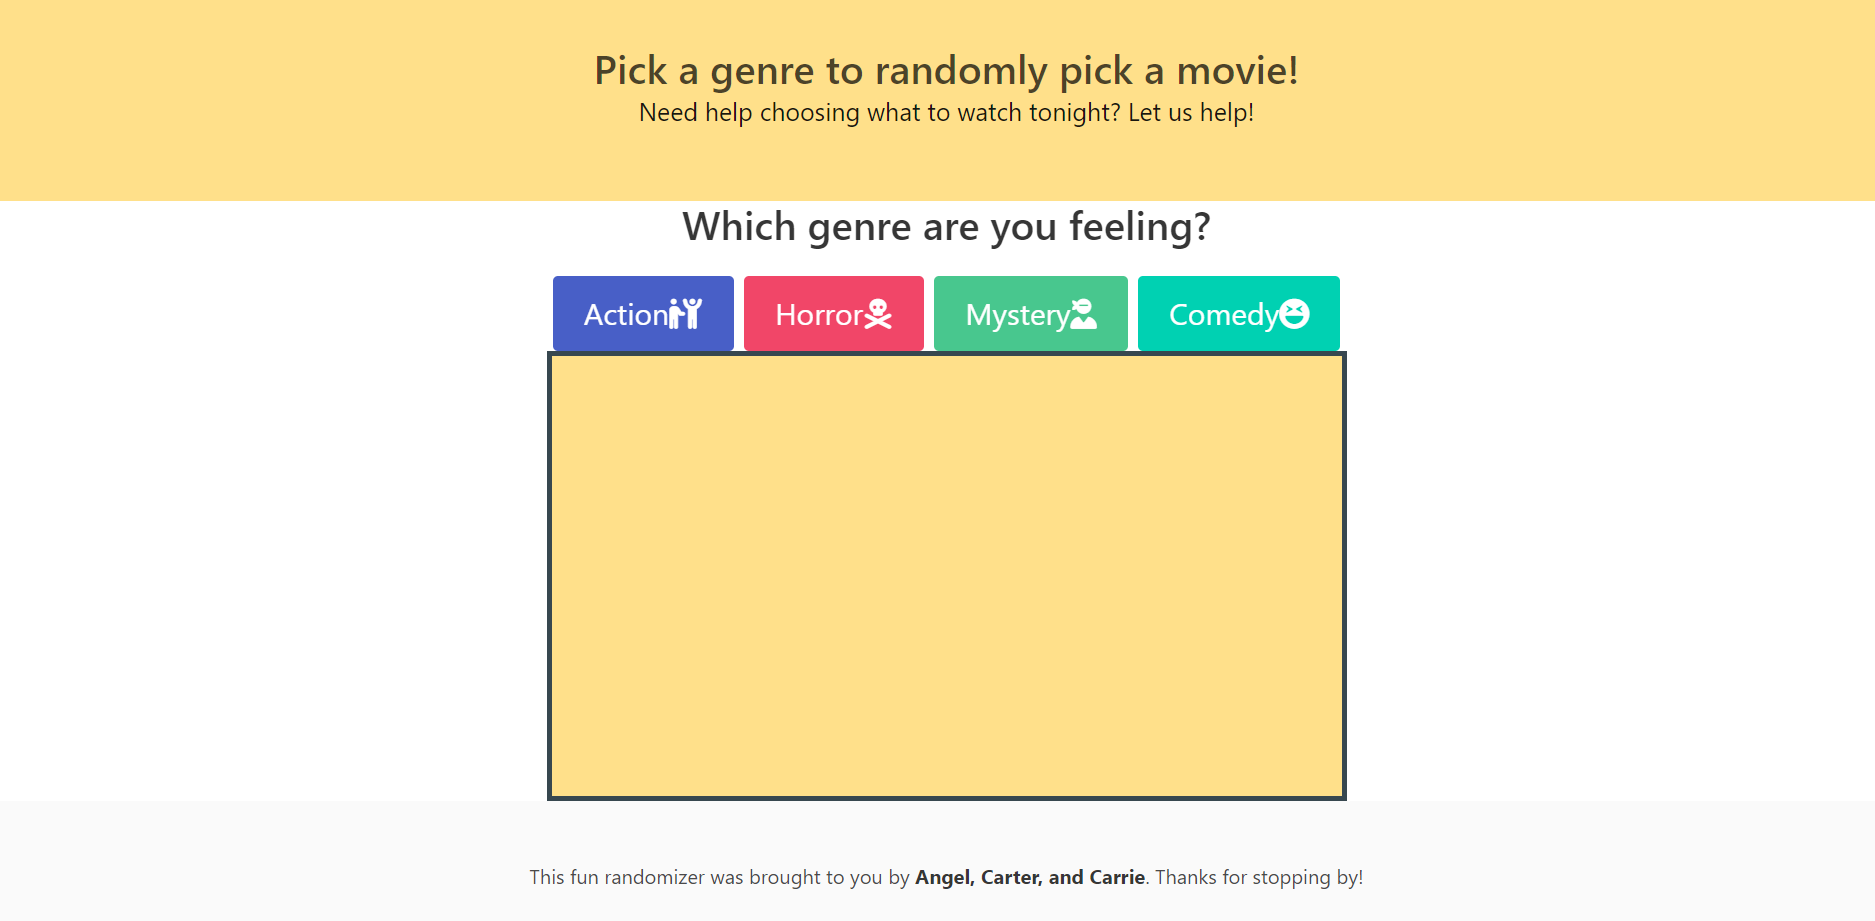 Pick a genre to randomly pick a movie!
Need help choosing what to watch tonight? Let us help!
Which genre are you feeling?
Action
Horror
Mystery
Comedy
This fun randomizer was brought to you by Angel, Carter, and Carrie. Thanks for stopping by!